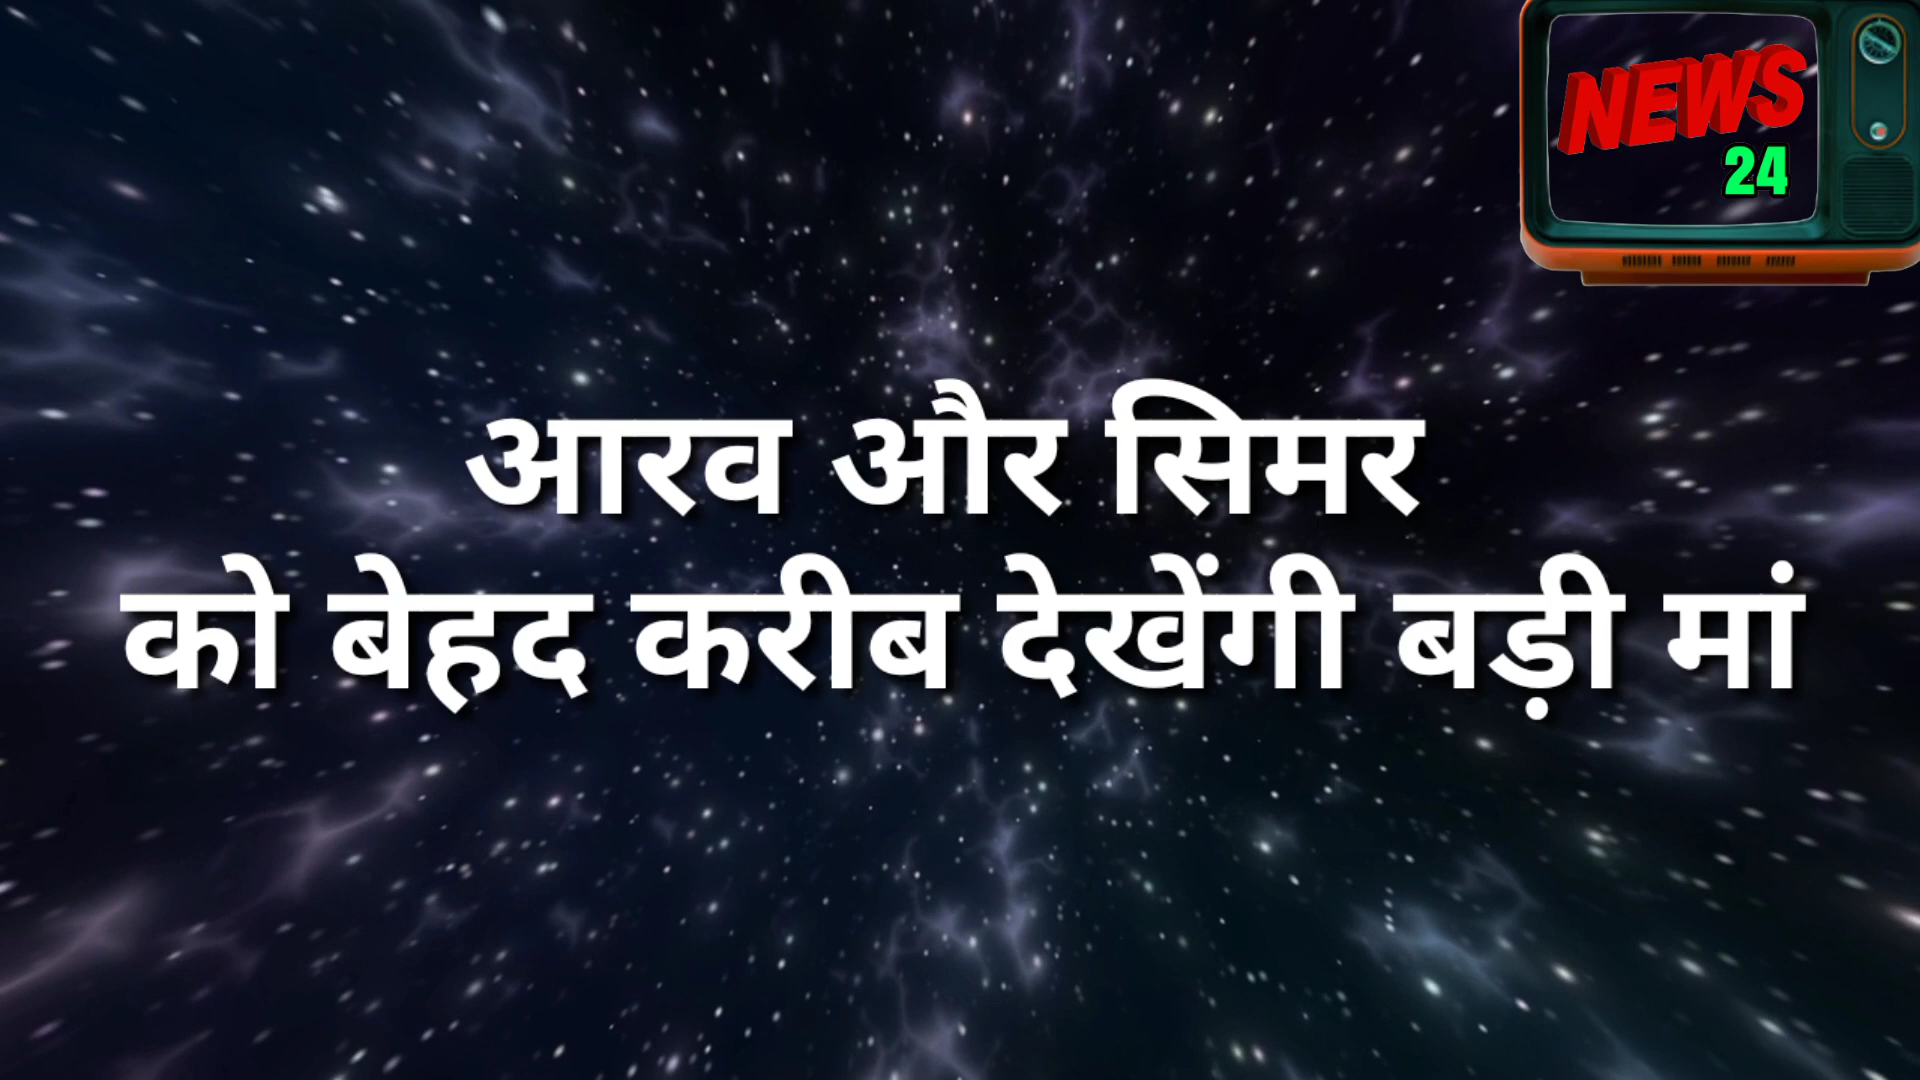 NEWS
24
आरव और सिमर
को बेहद करीब देखेंगी बड़ी मां